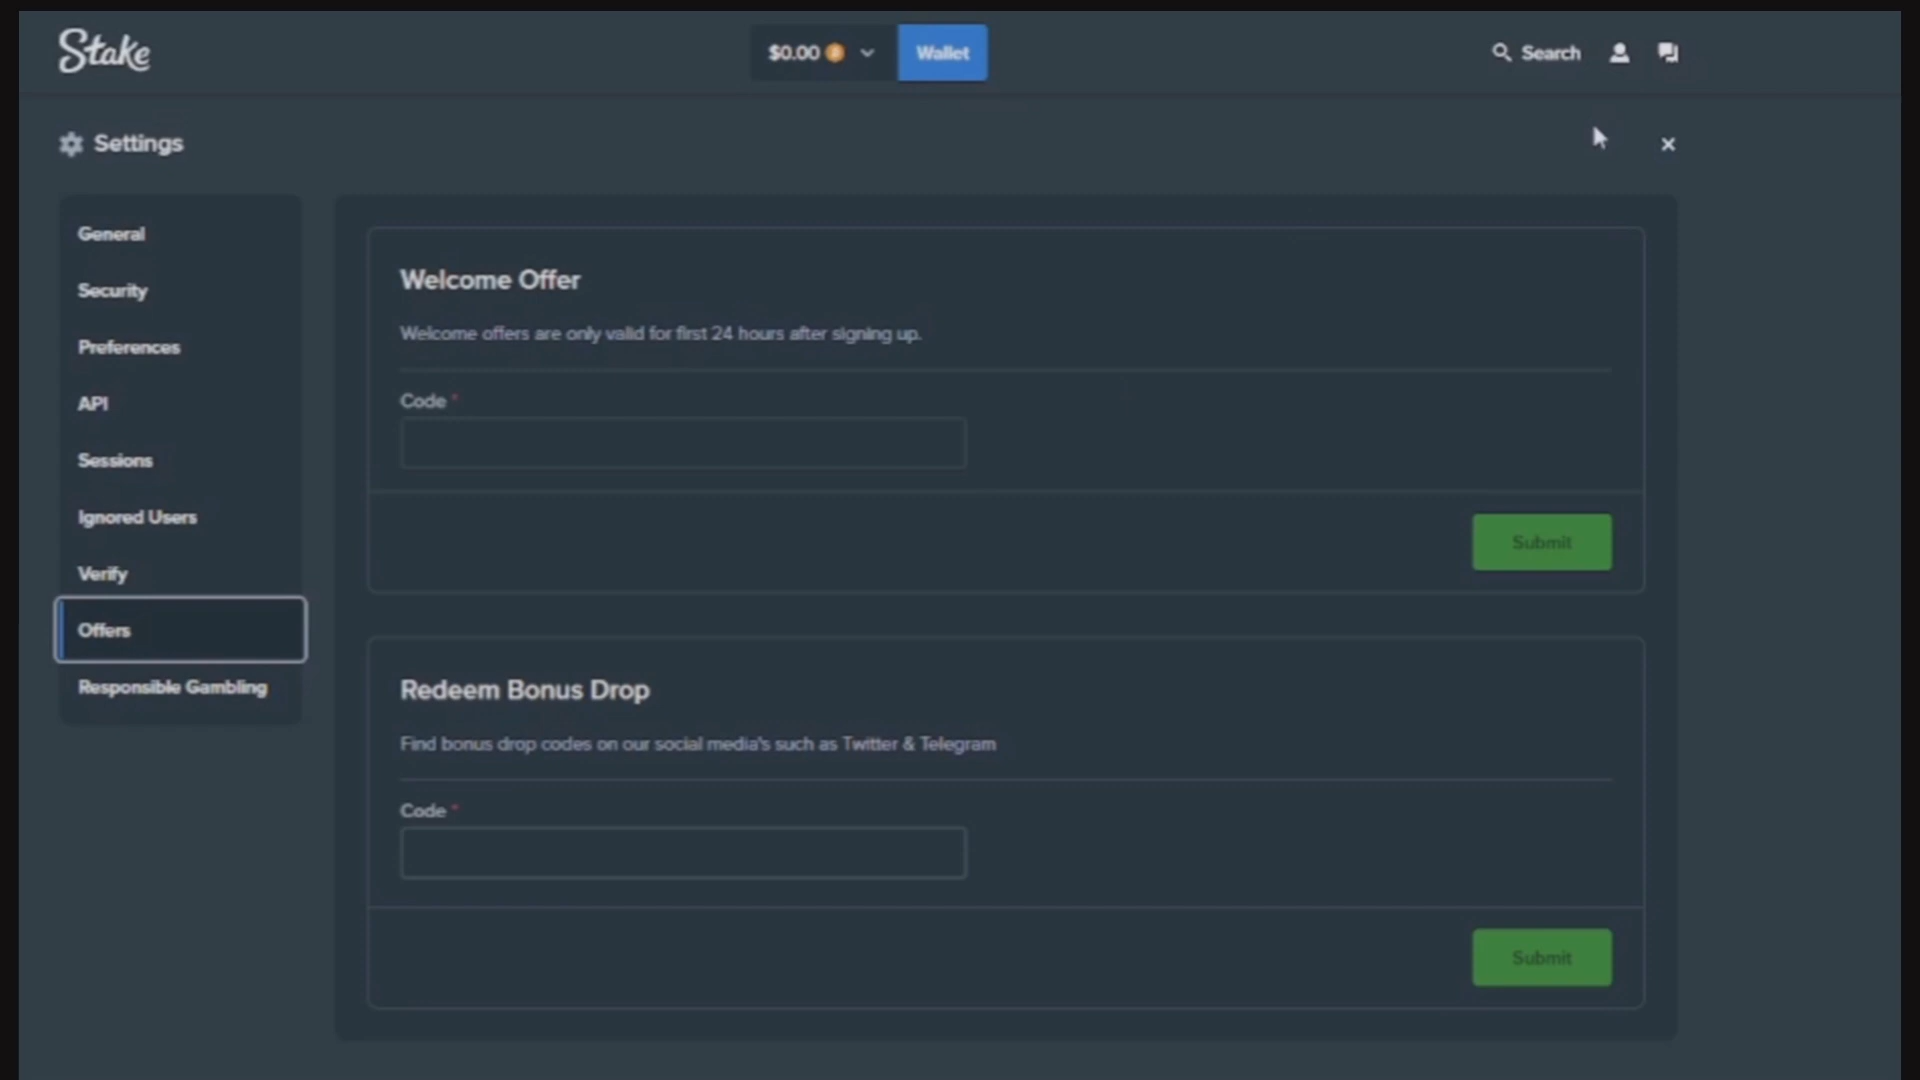 Stake
$0.00
Wallet
Search
Settings
General
Security
Preferences
API
Sessions
Ignored Users
Verify
Offers
Responsible Gambling
Welcome Offer
Welcome offers are only valid for first 24 hours after signing up.
Code *
Submit
Redeem Bonus Drop
Find bonus drop codes on our social media's such as Twitter & Telegram
Code *
Submit